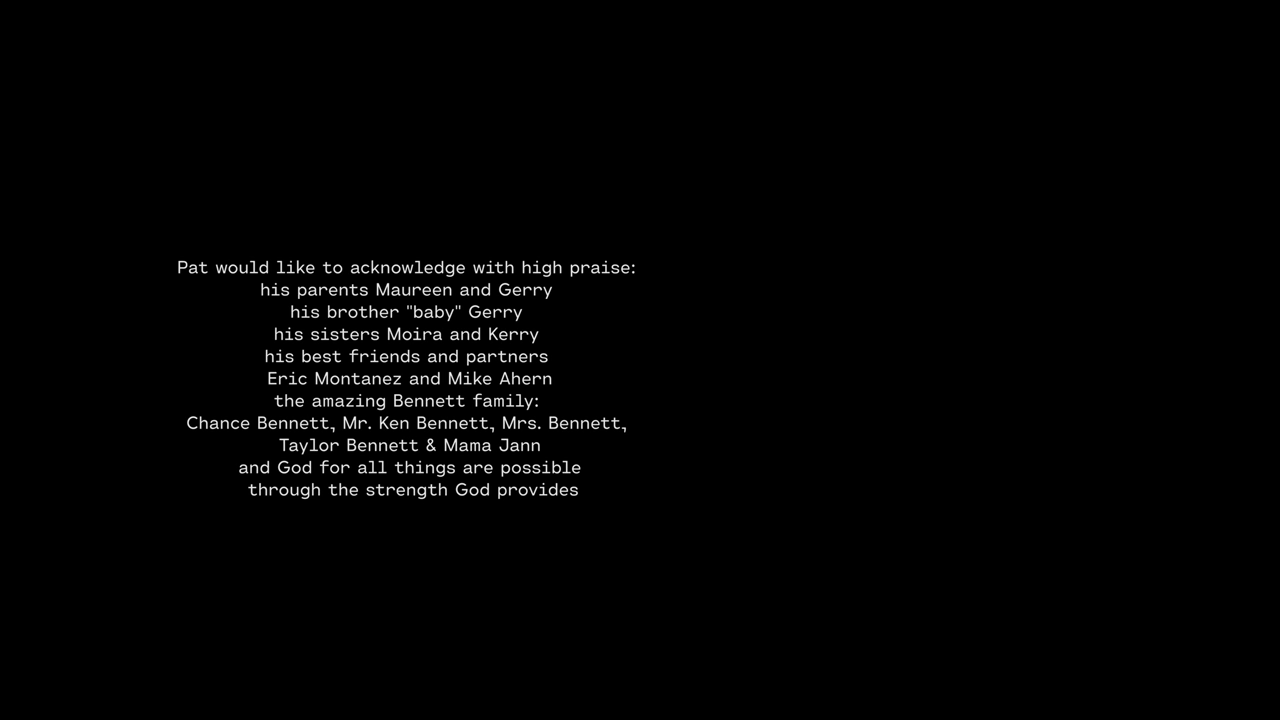 Pat would like to acknowledge with high praise:
his parents Maureen and Gerry
his brother "baby" Gerry
his sisters Moira and Kerry
his best friends and partners
Eric Montanez and Mike Ahern
the amazing Bennett family:
Chance Bennett, Mr. Ken Bennett, Mrs. Bennett,
Taylor Bennett & Mama Jann
and God for all things are possible
through the strength God provides